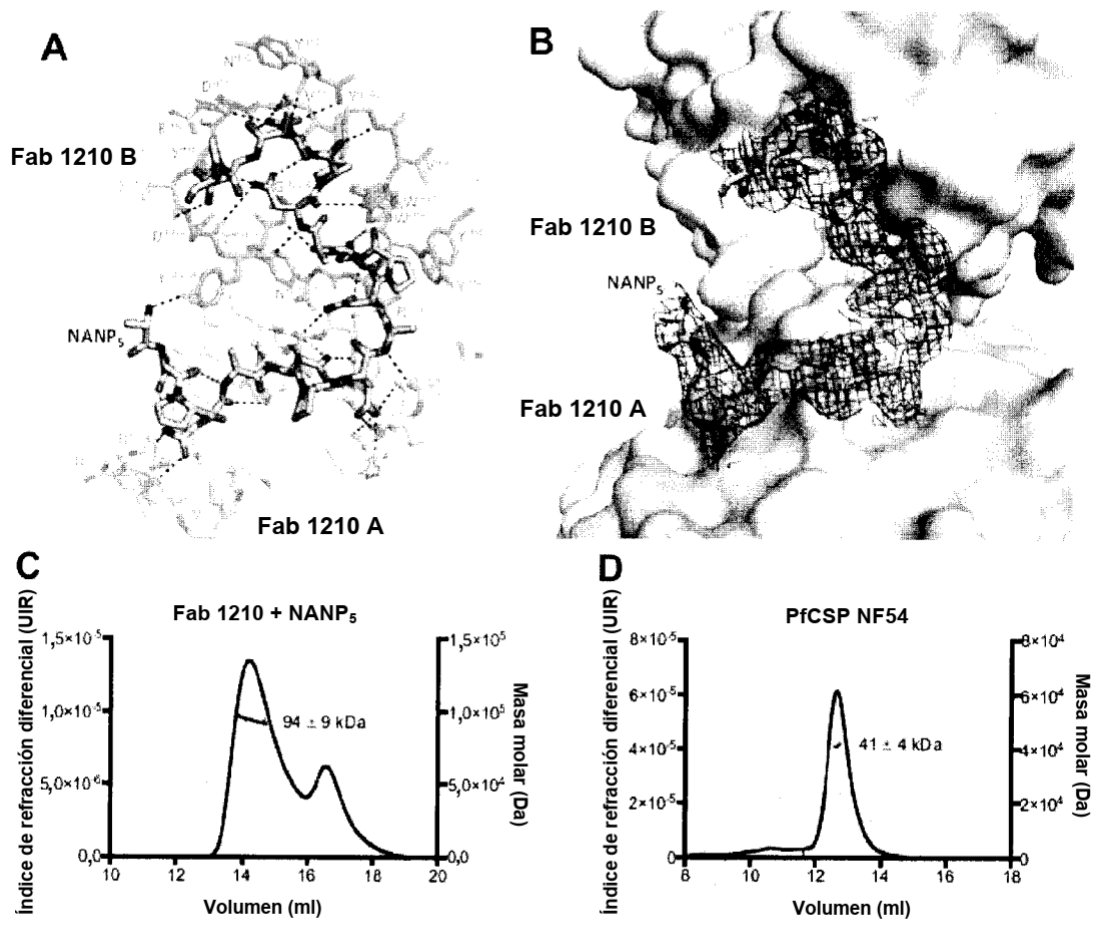 A
Fab 1210 B
NANP5
Fab 1210 A
B
Fab 1210 B
NANP5
Fab 1210 A
C
Fab 1210 + NANP5
Índice de refracción diferencial (UIR)
1,5×10-5
1,0×10-5
5,0×10-6
0,0
94 ± 9 kDa
1,5×105
1,0×105
5,0×104
0,0
Masa molar (Da)
10 12 14 16 18 20
Volumen (ml)
D
PfCSP NF54
Índice de refracción diferencial (UIR)
8×10-5
6×10-5
4×10-5
2×10-5
0
41 ± 4 kDa
8×104
6×104
4×104
2×104
0
Masa molar (Da)
8 10 12 14 16 18
Volumen (ml)